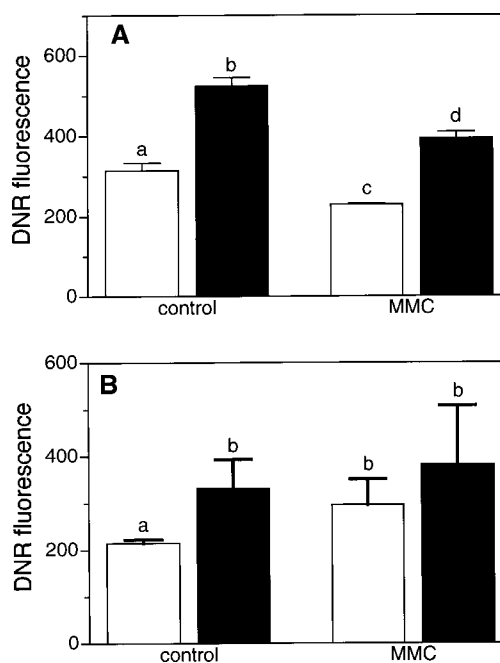 A
DNR fluorescence
600
400
200
0
a
b
c
d
control
MMC
B
DNR fluorescence
600
400
200
0
a
b
b
b
control
MMC